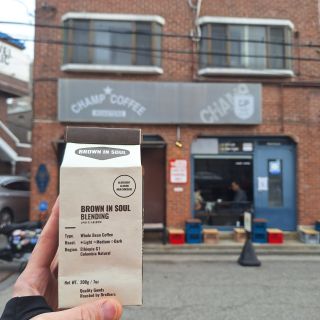 CHAMP COFFEE
ROASTERS
CHAMP
BROWN IN SOUL
BROWN IN SOUL
BLENDING
Type. Whole Bean Coffee
Roast. Light Medium Dark
Region. Ethiopia G1
Colombia Natural
Net WT. 200g / 7oz
Quality Goods
Roasted by Brothers